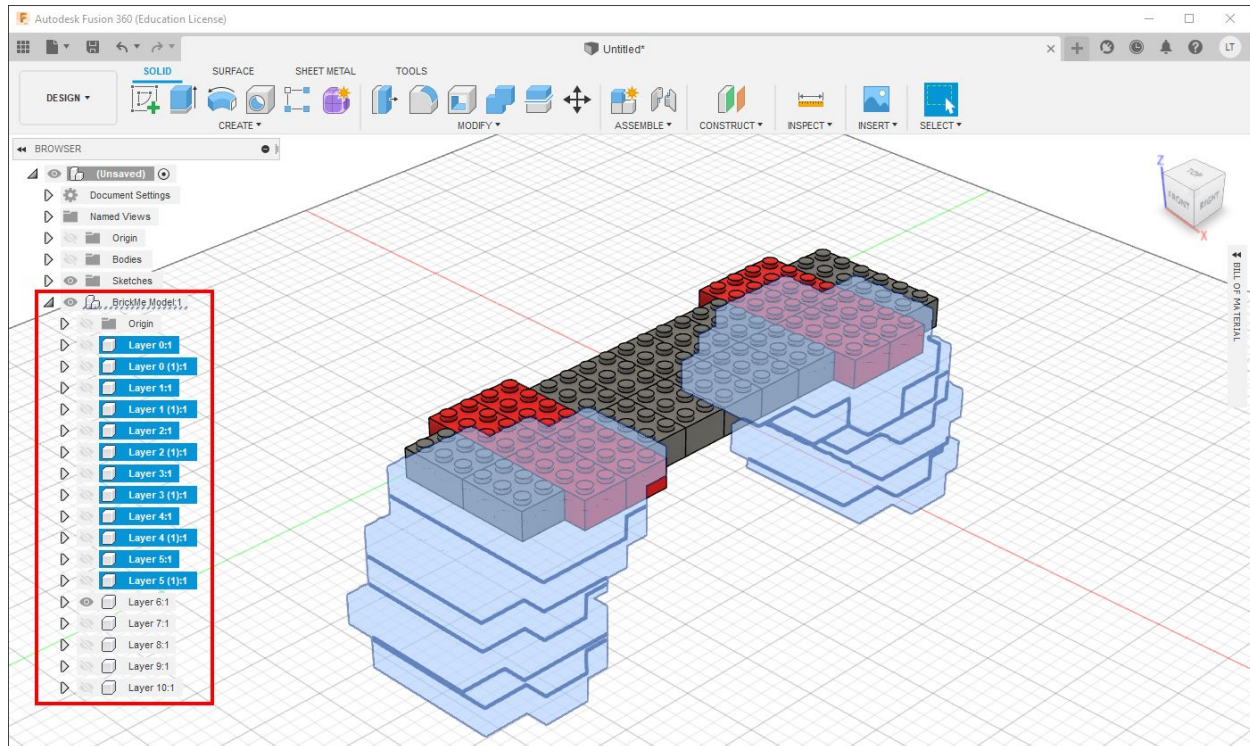 Autodesk Fusion 360 (Education License)
Untitled*
LT
SOLID SURFACE SHEET METAL TOOLS
DESIGN
CREATE MODIFY ASSEMBLE CONSTRUCT INSPECT INSERT SELECT
BROWSER
(Unsaved)
Document Settings
Named Views
Origin
Bodies
Sketches
BrickMe Model:1
Origin
Layer 0:1
Layer 0 (1):1
Layer 1:1
Layer 1 (1):1
Layer 2:1
Layer 2 (1):1
Layer 3:1
Layer 3 (1):1
Layer 4:1
Layer 4 (1):1
Layer 5:1
Layer 5 (1):1
Layer 6:1
Layer 7:1
Layer 8:1
Layer 9:1
Layer 10:1
Z
TOP
FRONT RIGHT
X
BILL OF MATERIAL